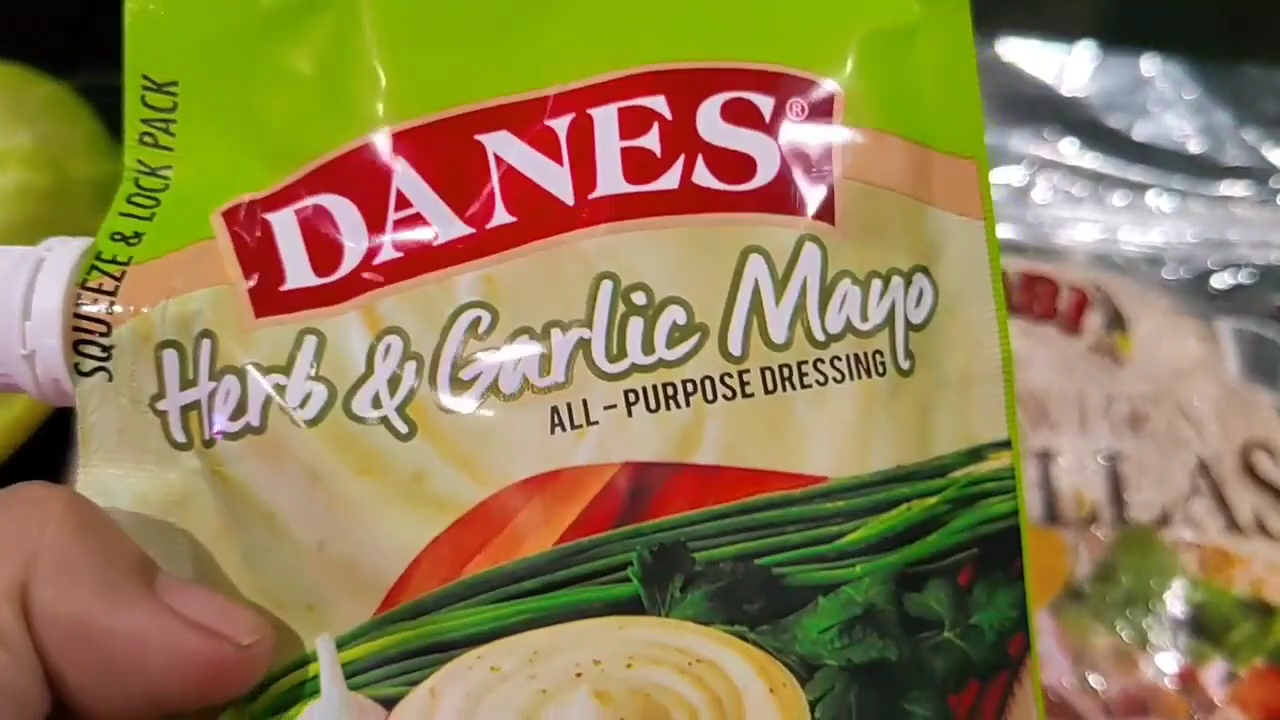 SQUEEZE & LOCK PACK
DANES®
Herb & Garlic Mayo
ALL-PURPOSE DRESSING